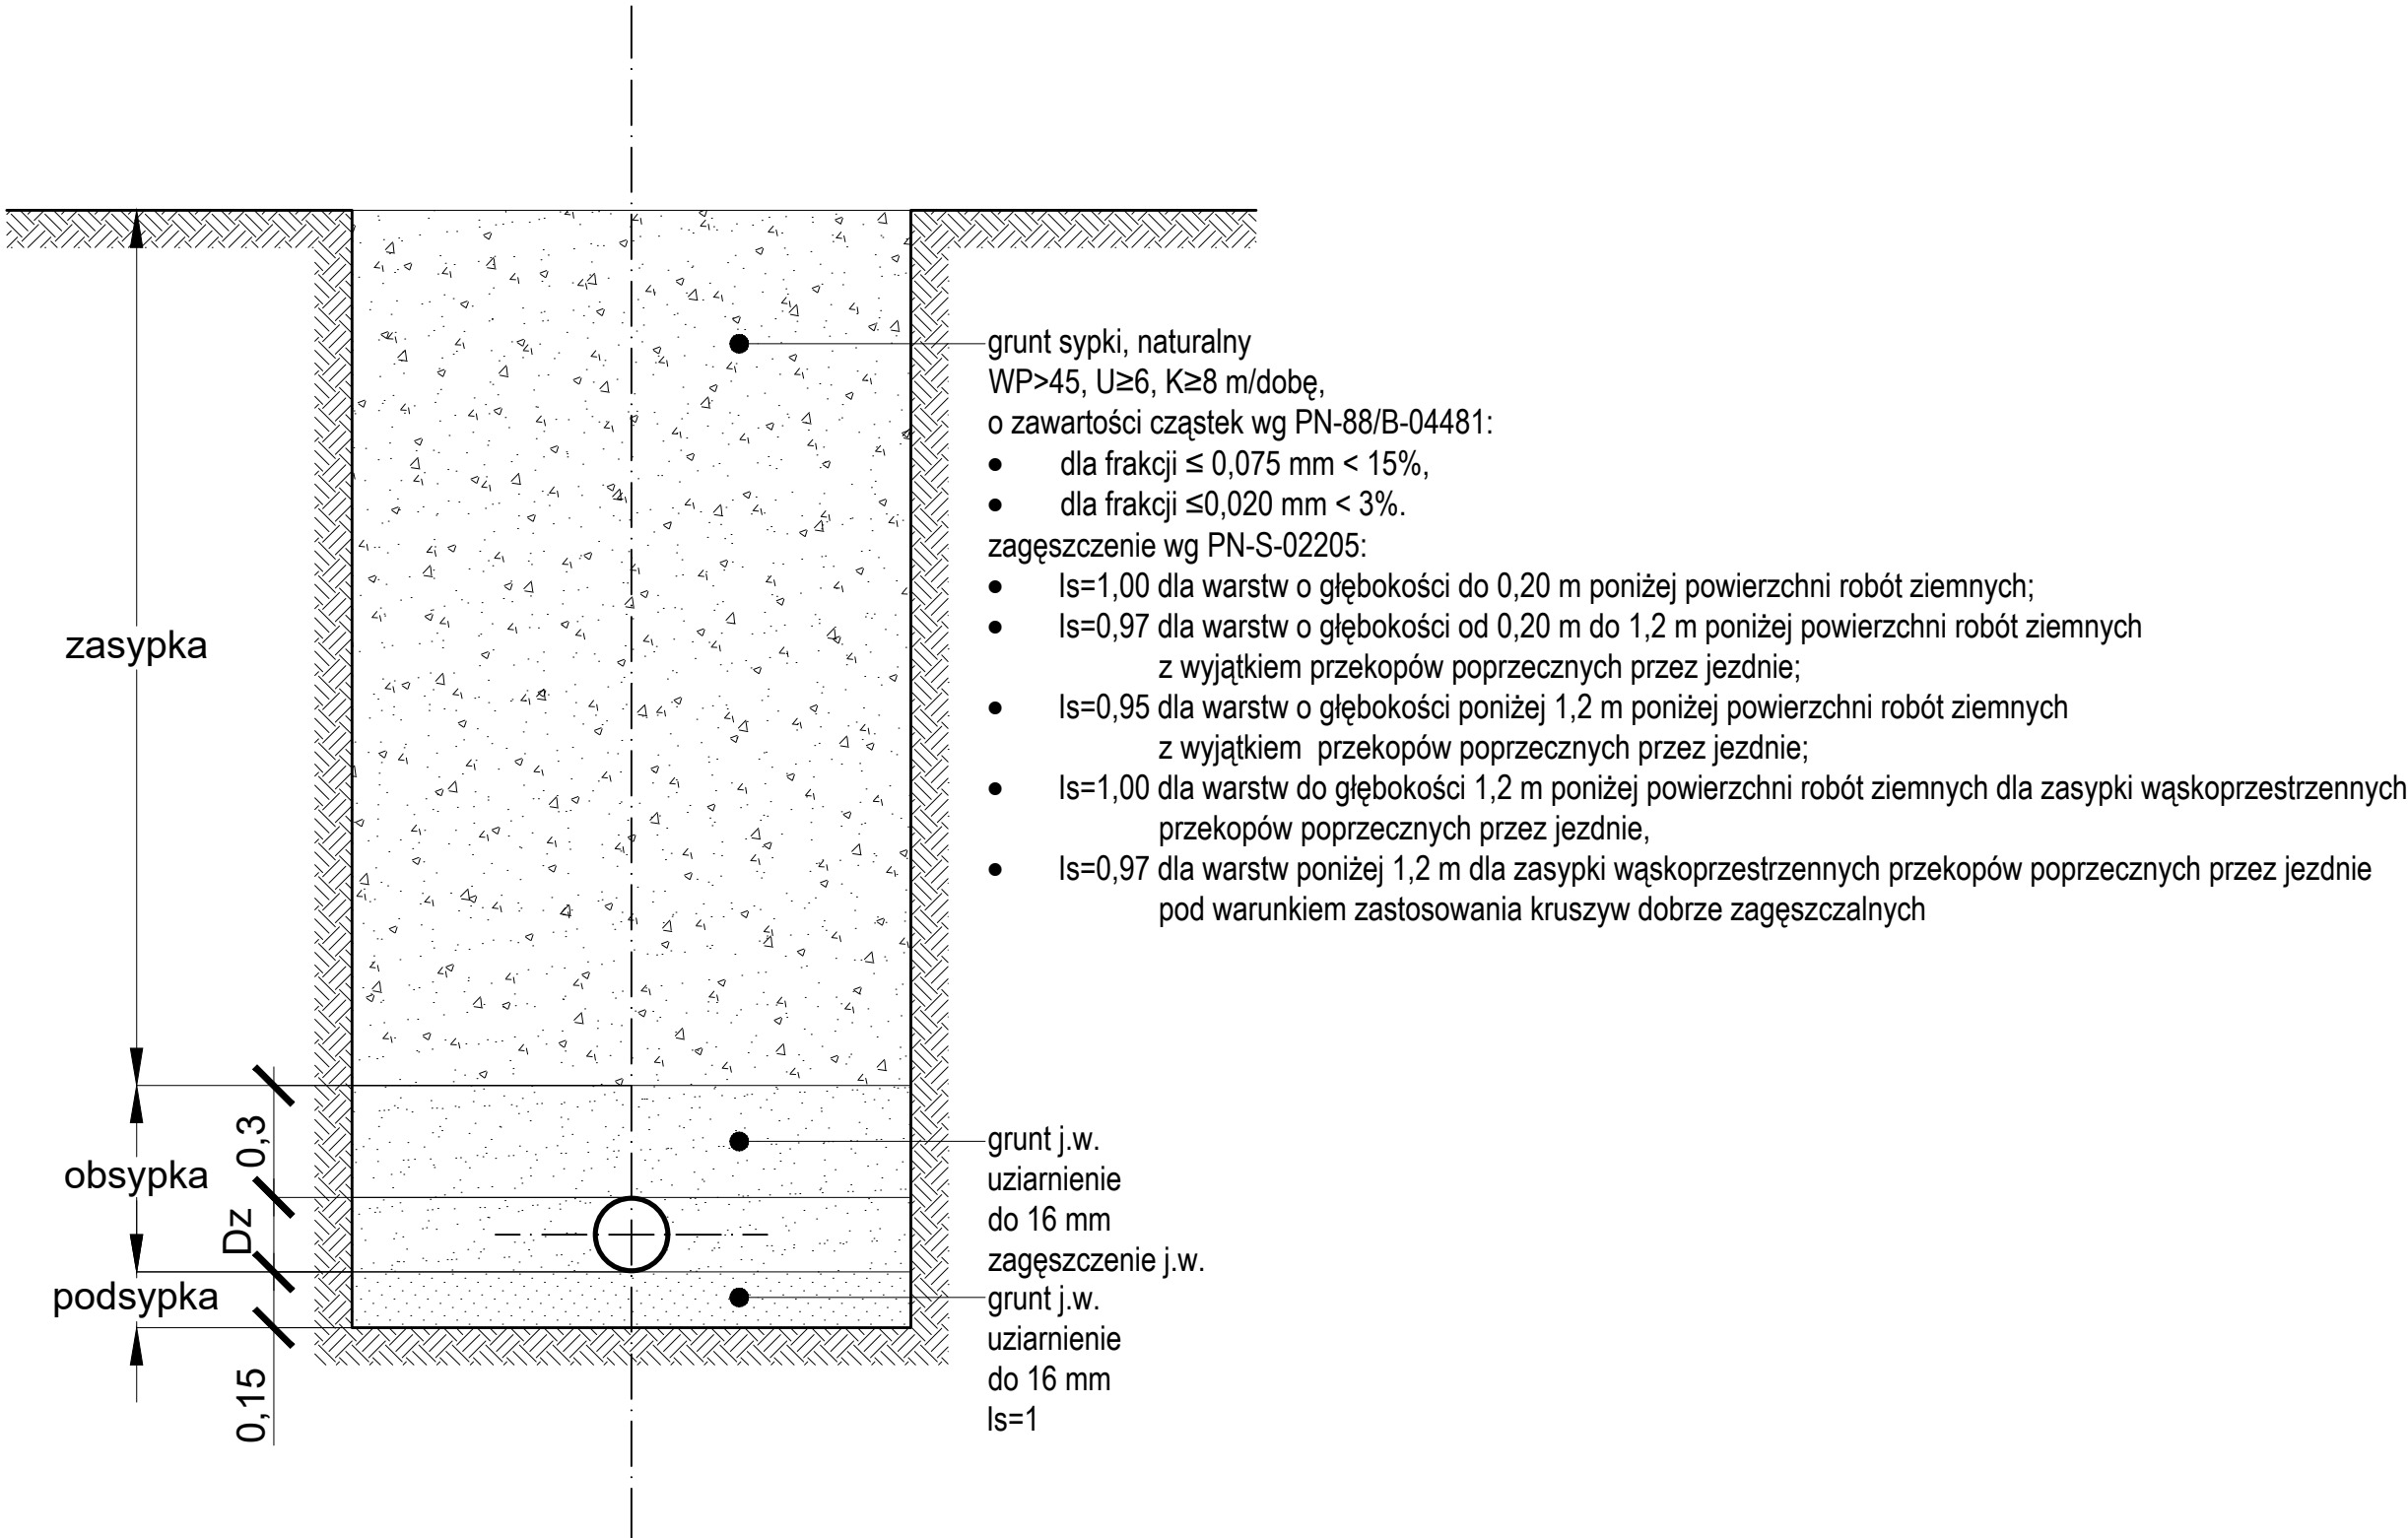 grunt sypki, naturalny
WP>45, U≥6, K≥8 m/dobę,
o zawartości cząstek wg PN-88/B-04481:
● dla frakcji ≤ 0,075 mm < 15%,
● dla frakcji ≤0,020 mm < 3%.
zagęszczenie wg PN-S-02205:
● Is=1,00 dla warstw o głębokości do 0,20 m poniżej powierzchni robót ziemnych;
● Is=0,97 dla warstw o głębokości od 0,20 m do 1,2 m poniżej powierzchni robót ziemnych
z wyjątkiem przekopów poprzecznych przez jezdnie;
● Is=0,95 dla warstw o głębokości poniżej 1,2 m poniżej powierzchni robót ziemnych
z wyjątkiem przekopów poprzecznych przez jezdnie;
● Is=1,00 dla warstw do głębokości 1,2 m poniżej powierzchni robót ziemnych dla zasypki wąskoprzestrzennych
przekopów poprzecznych przez jezdnie,
● Is=0,97 dla warstw poniżej 1,2 m dla zasypki wąskoprzestrzennych przekopów poprzecznych przez jezdnie
pod warunkiem zastosowania kruszyw dobrze zagęszczalnych
zasypka
obsypka
podsypka
0,3
Dz
0,15
grunt j.w.
uziarnienie
do 16 mm
zagęszczenie j.w.
grunt j.w.
uziarnienie
do 16 mm
Is=1